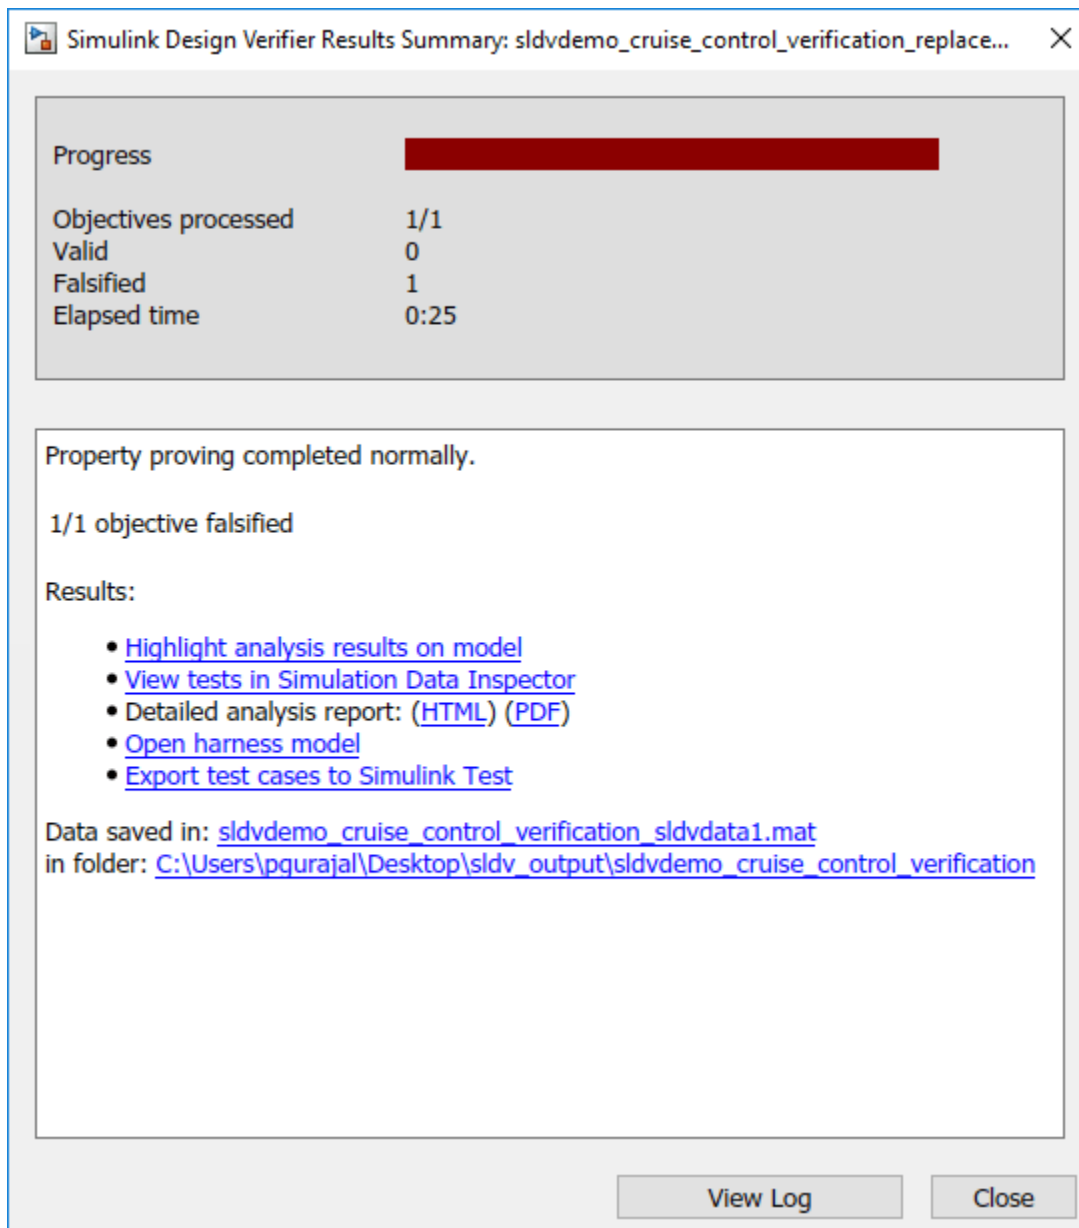 Simulink Design Verifier Results Summary: sldvdemo_cruise_control_verification_replace...
Progress
Objectives processed 1/1
Valid 0
Falsified 1
Elapsed time 0:25
Property proving completed normally.
1/1 objective falsified
Results:
• Highlight analysis results on model
• View tests in Simulation Data Inspector
• Detailed analysis report: (HTML) (PDF)
• Open harness model
• Export test cases to Simulink Test
Data saved in: sldvdemo_cruise_control_verification_sldvdata1.mat
in folder: C:\Users\pgurajal\Desktop\sldv_output\sldvdemo_cruise_control_verification
View Log Close